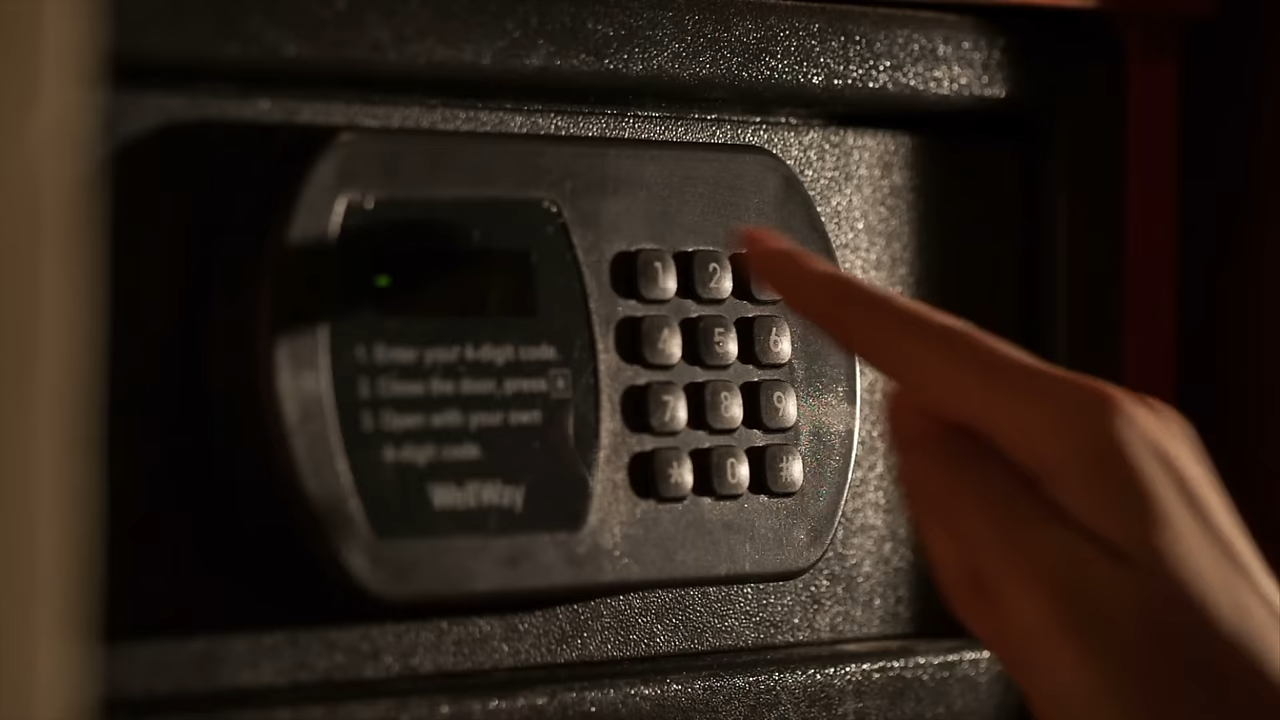 1. Enter your 4-digit code.
2. Close the door, press #
3. Open with your own
4-digit code.
WellWay
1 2
4 5 6
7 8 9
* 0 #